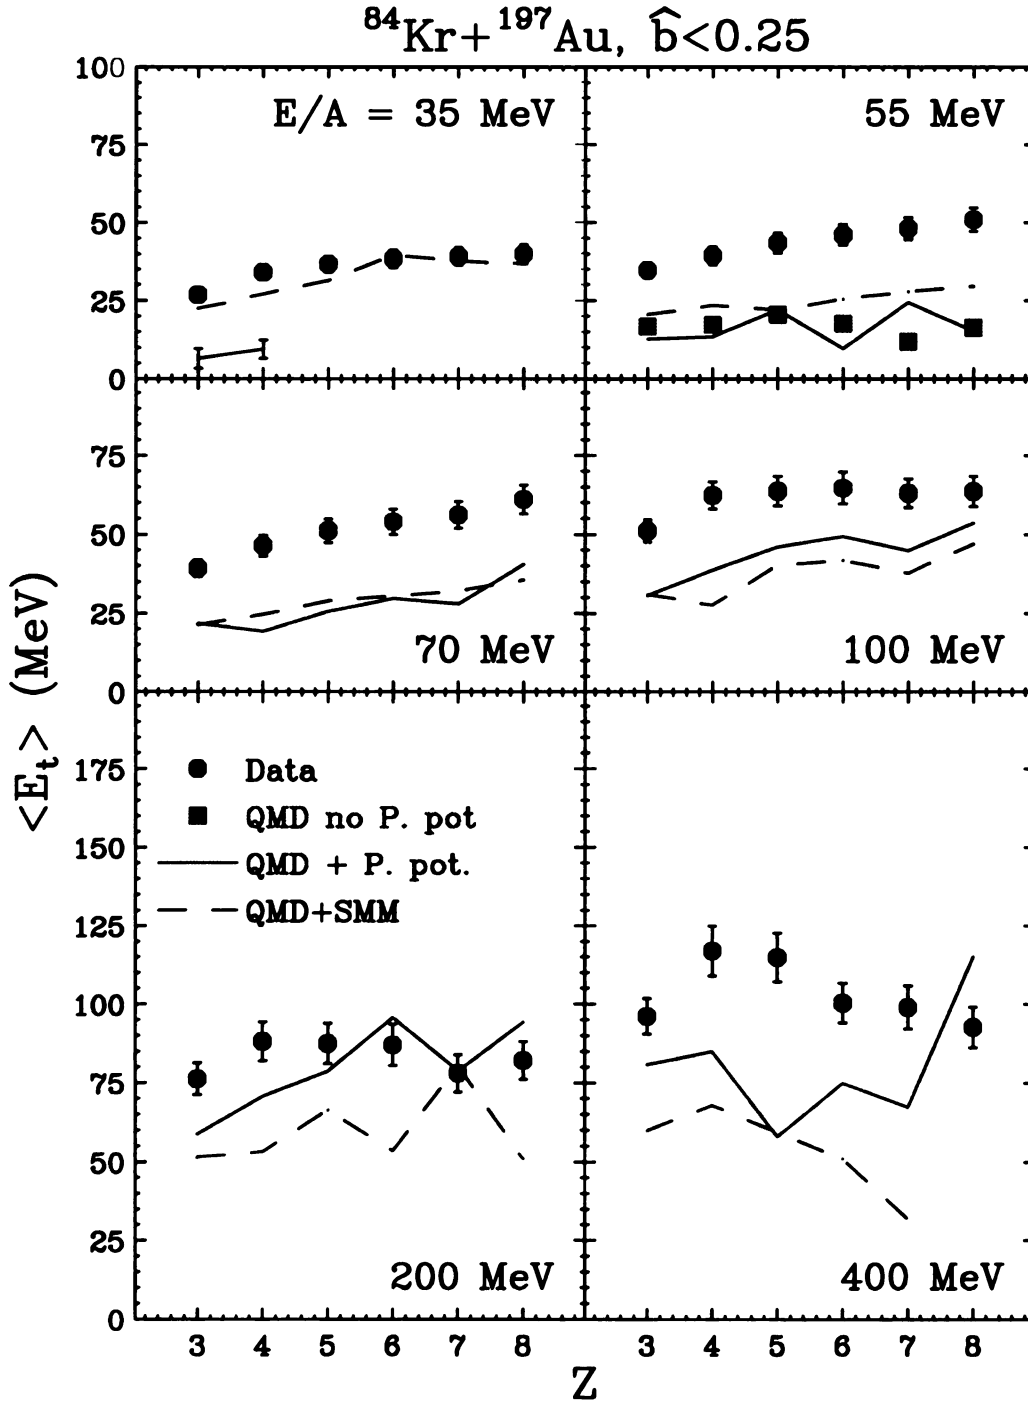 ⁸⁴Kr+¹⁹⁷Au, b̂<0.25
E/A = 35 MeV
55 MeV
100
75
50
25
0
70 MeV
100 MeV
75
50
25
0
<E_t> (MeV)
Data
QMD no P. pot
QMD + P. pot.
QMD+SMM
200 MeV
400 MeV
175
150
125
100
75
50
25
0
3 4 5 6 7 8 3 4 5 6 7 8
Z